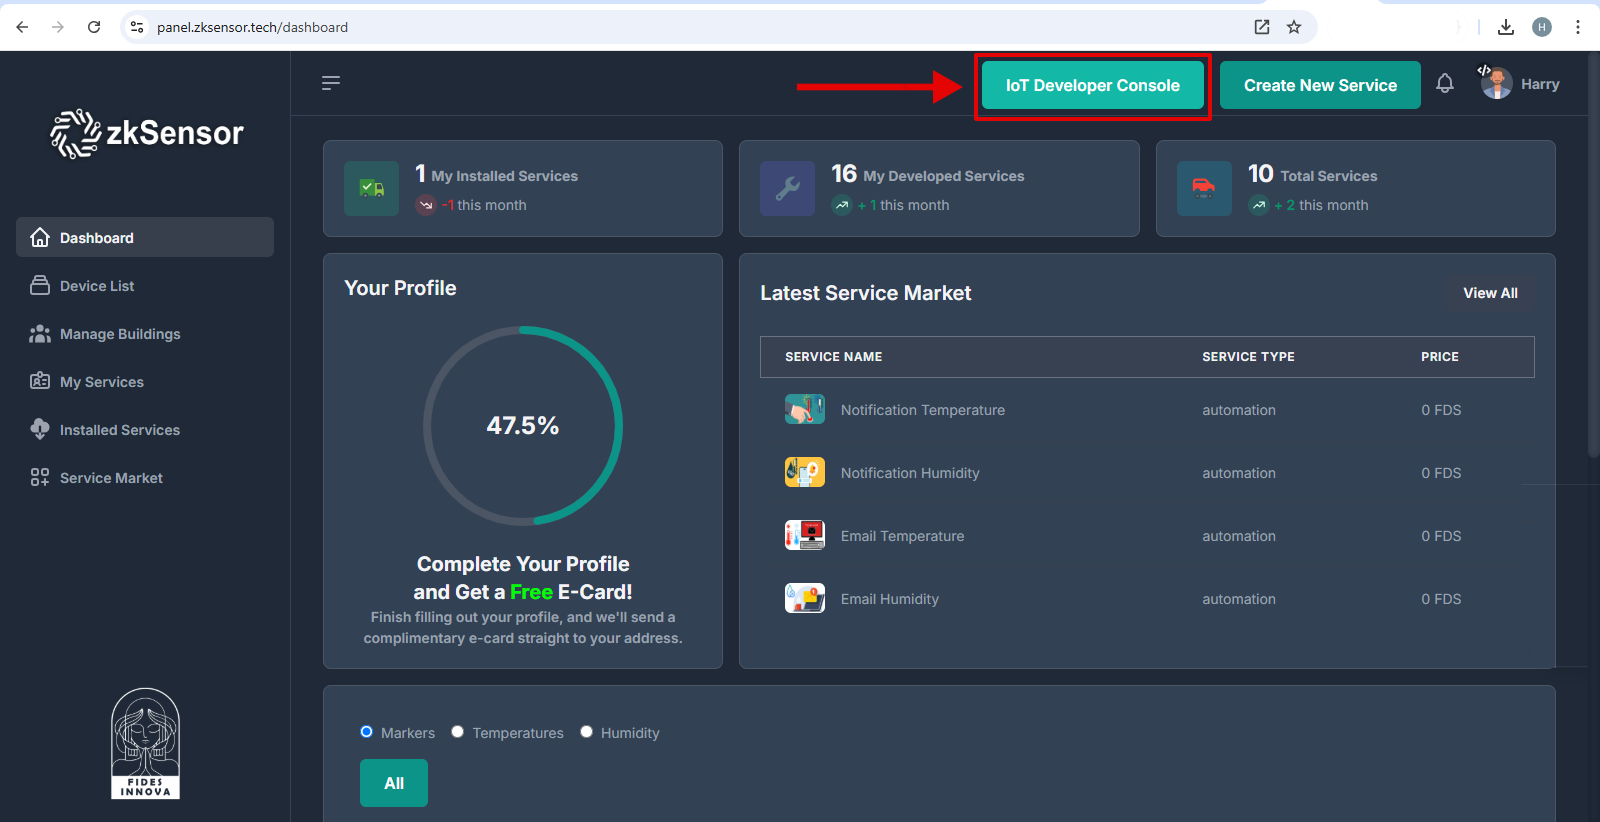 panel.zksensor.tech/dashboard
H
zkSensor
IoT Developer Console
Create New Service
</>
Harry
Dashboard
Device List
Manage Buildings
My Services
Installed Services
Service Market
1 My Installed Services
-1 this month
16 My Developed Services
+ 1 this month
10 Total Services
+ 2 this month
Your Profile
47.5%
Complete Your Profile
and Get a Free E-Card!
Finish filling out your profile, and we'll send a
complimentary e-card straight to your address.
Latest Service Market
View All
SERVICE NAME SERVICE TYPE PRICE
Notification Temperature automation 0 FDS
Notification Humidity automation 0 FDS
Email Temperature automation 0 FDS
Email Humidity automation 0 FDS
Markers Temperatures Humidity
All
FIDES
INNOVA